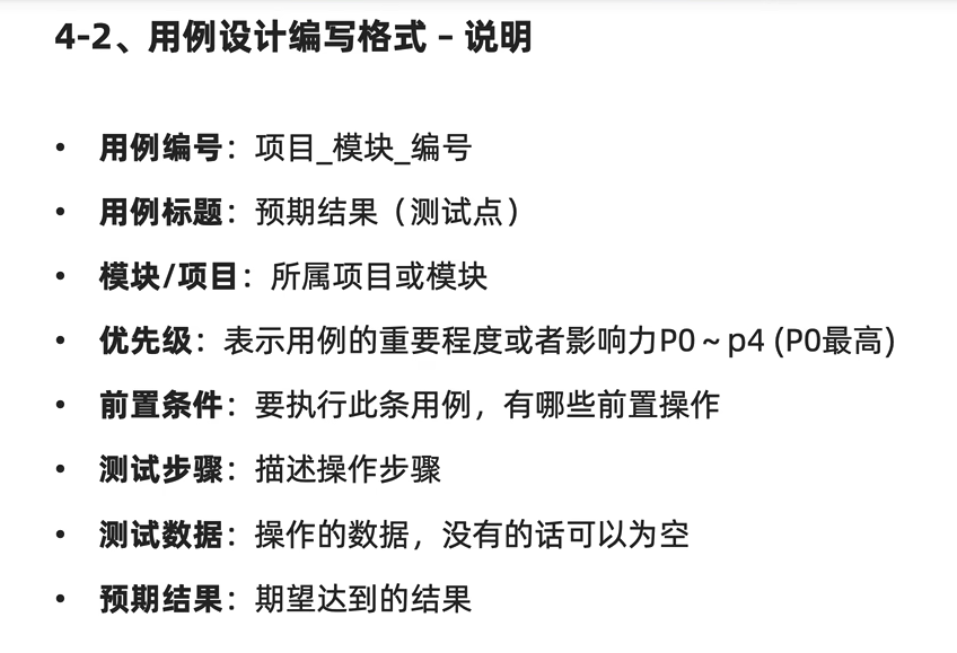 4-2、用例设计编写格式 – 说明
• 用例编号：项目_模块_编号
• 用例标题：预期结果（测试点）
• 模块/项目：所属项目或模块
• 优先级：表示用例的重要程度或者影响力P0～p4 (P0最高)
• 前置条件：要执行此条用例，有哪些前置操作
• 测试步骤：描述操作步骤
• 测试数据：操作的数据，没有的话可以为空
• 预期结果：期望达到的结果